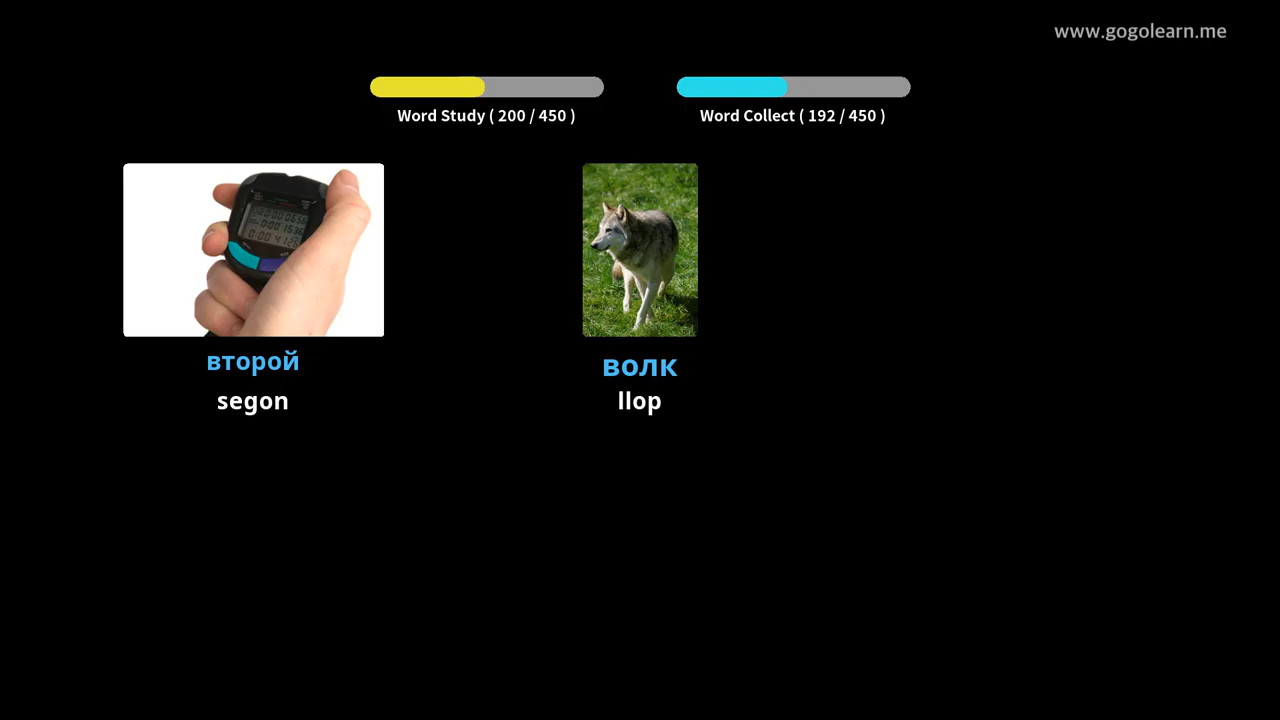 www.gogolearn.me
Word Study ( 200 / 450 )
Word Collect ( 192 / 450 )
второй
segon
волк
llop